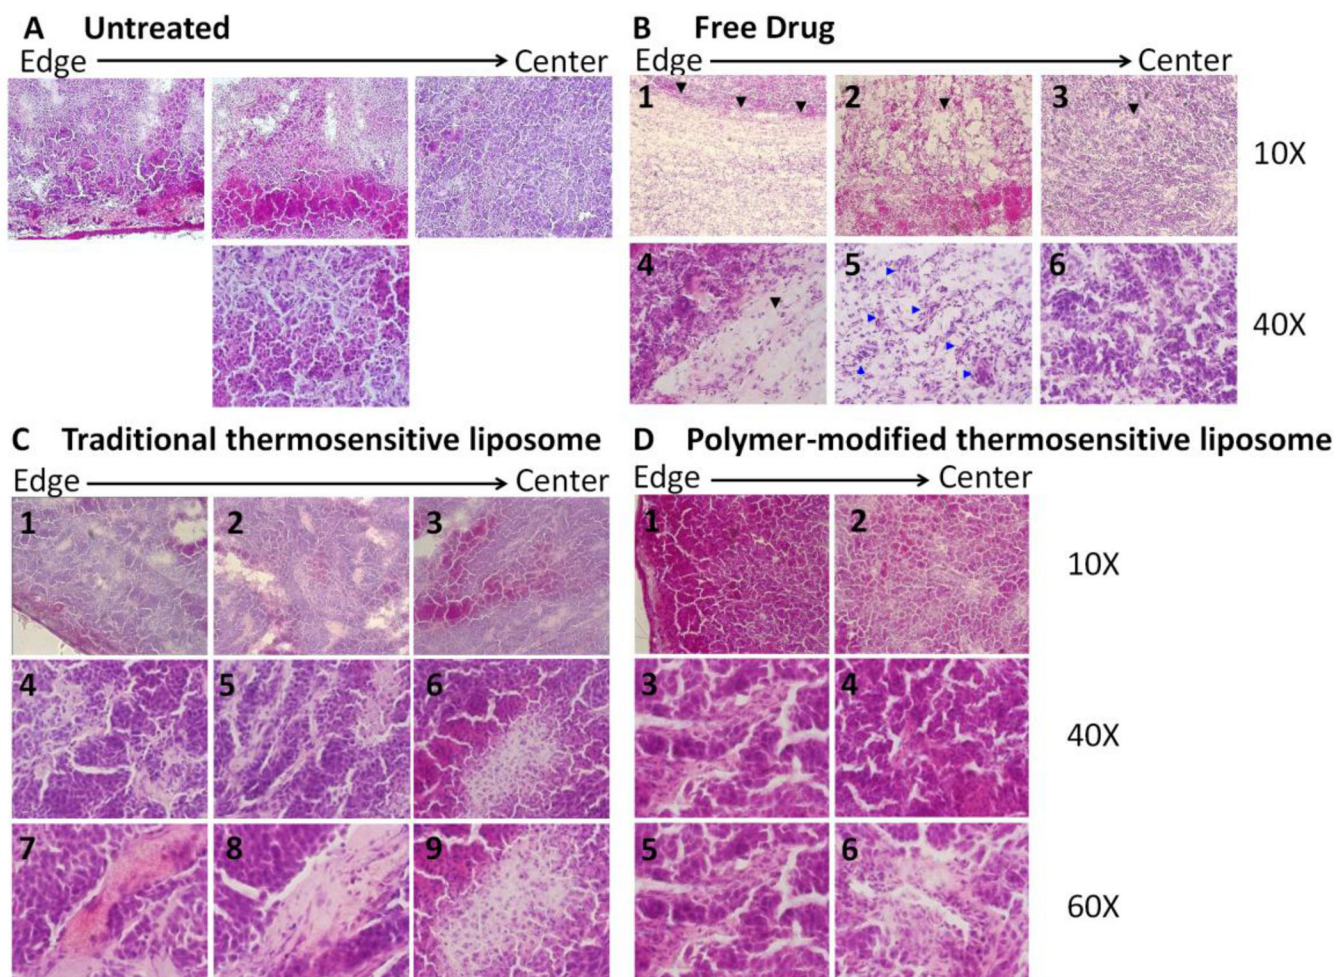 A Untreated
Edge Center
B Free Drug
Edge Center
1 2 3 10X
4 5 6 40X
C Traditional thermosensitive liposome
Edge Center
1 2 3
4 5 6
7 8 9
D Polymer-modified thermosensitive liposome
Edge Center
1 2 10X
3 4 40X
5 6 60X